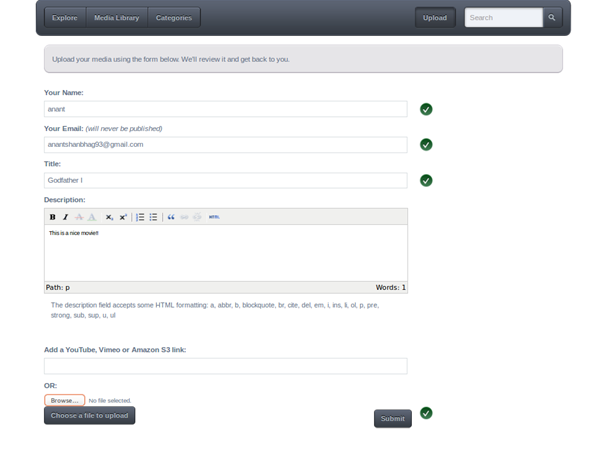 Explore Media Library Categories Upload Search
Upload your media using the form below. We'll review it and get back to you.
Your Name:
anant
Your Email: (will never be published)
anantshanbhag93@gmail.com
Title:
Godfather I
Description:
B I A A X, X² HTML
This is a nice movie!!
Path: p Words: 1
The description field accepts some HTML formatting: a, abbr, b, blockquote, br, cite, del, em, i, ins, li, ol, p, pre,
strong, sub, sup, u, ul
Add a YouTube, Vimeo or Amazon S3 link:
OR:
Browse... No file selected.
Choose a file to upload Submit